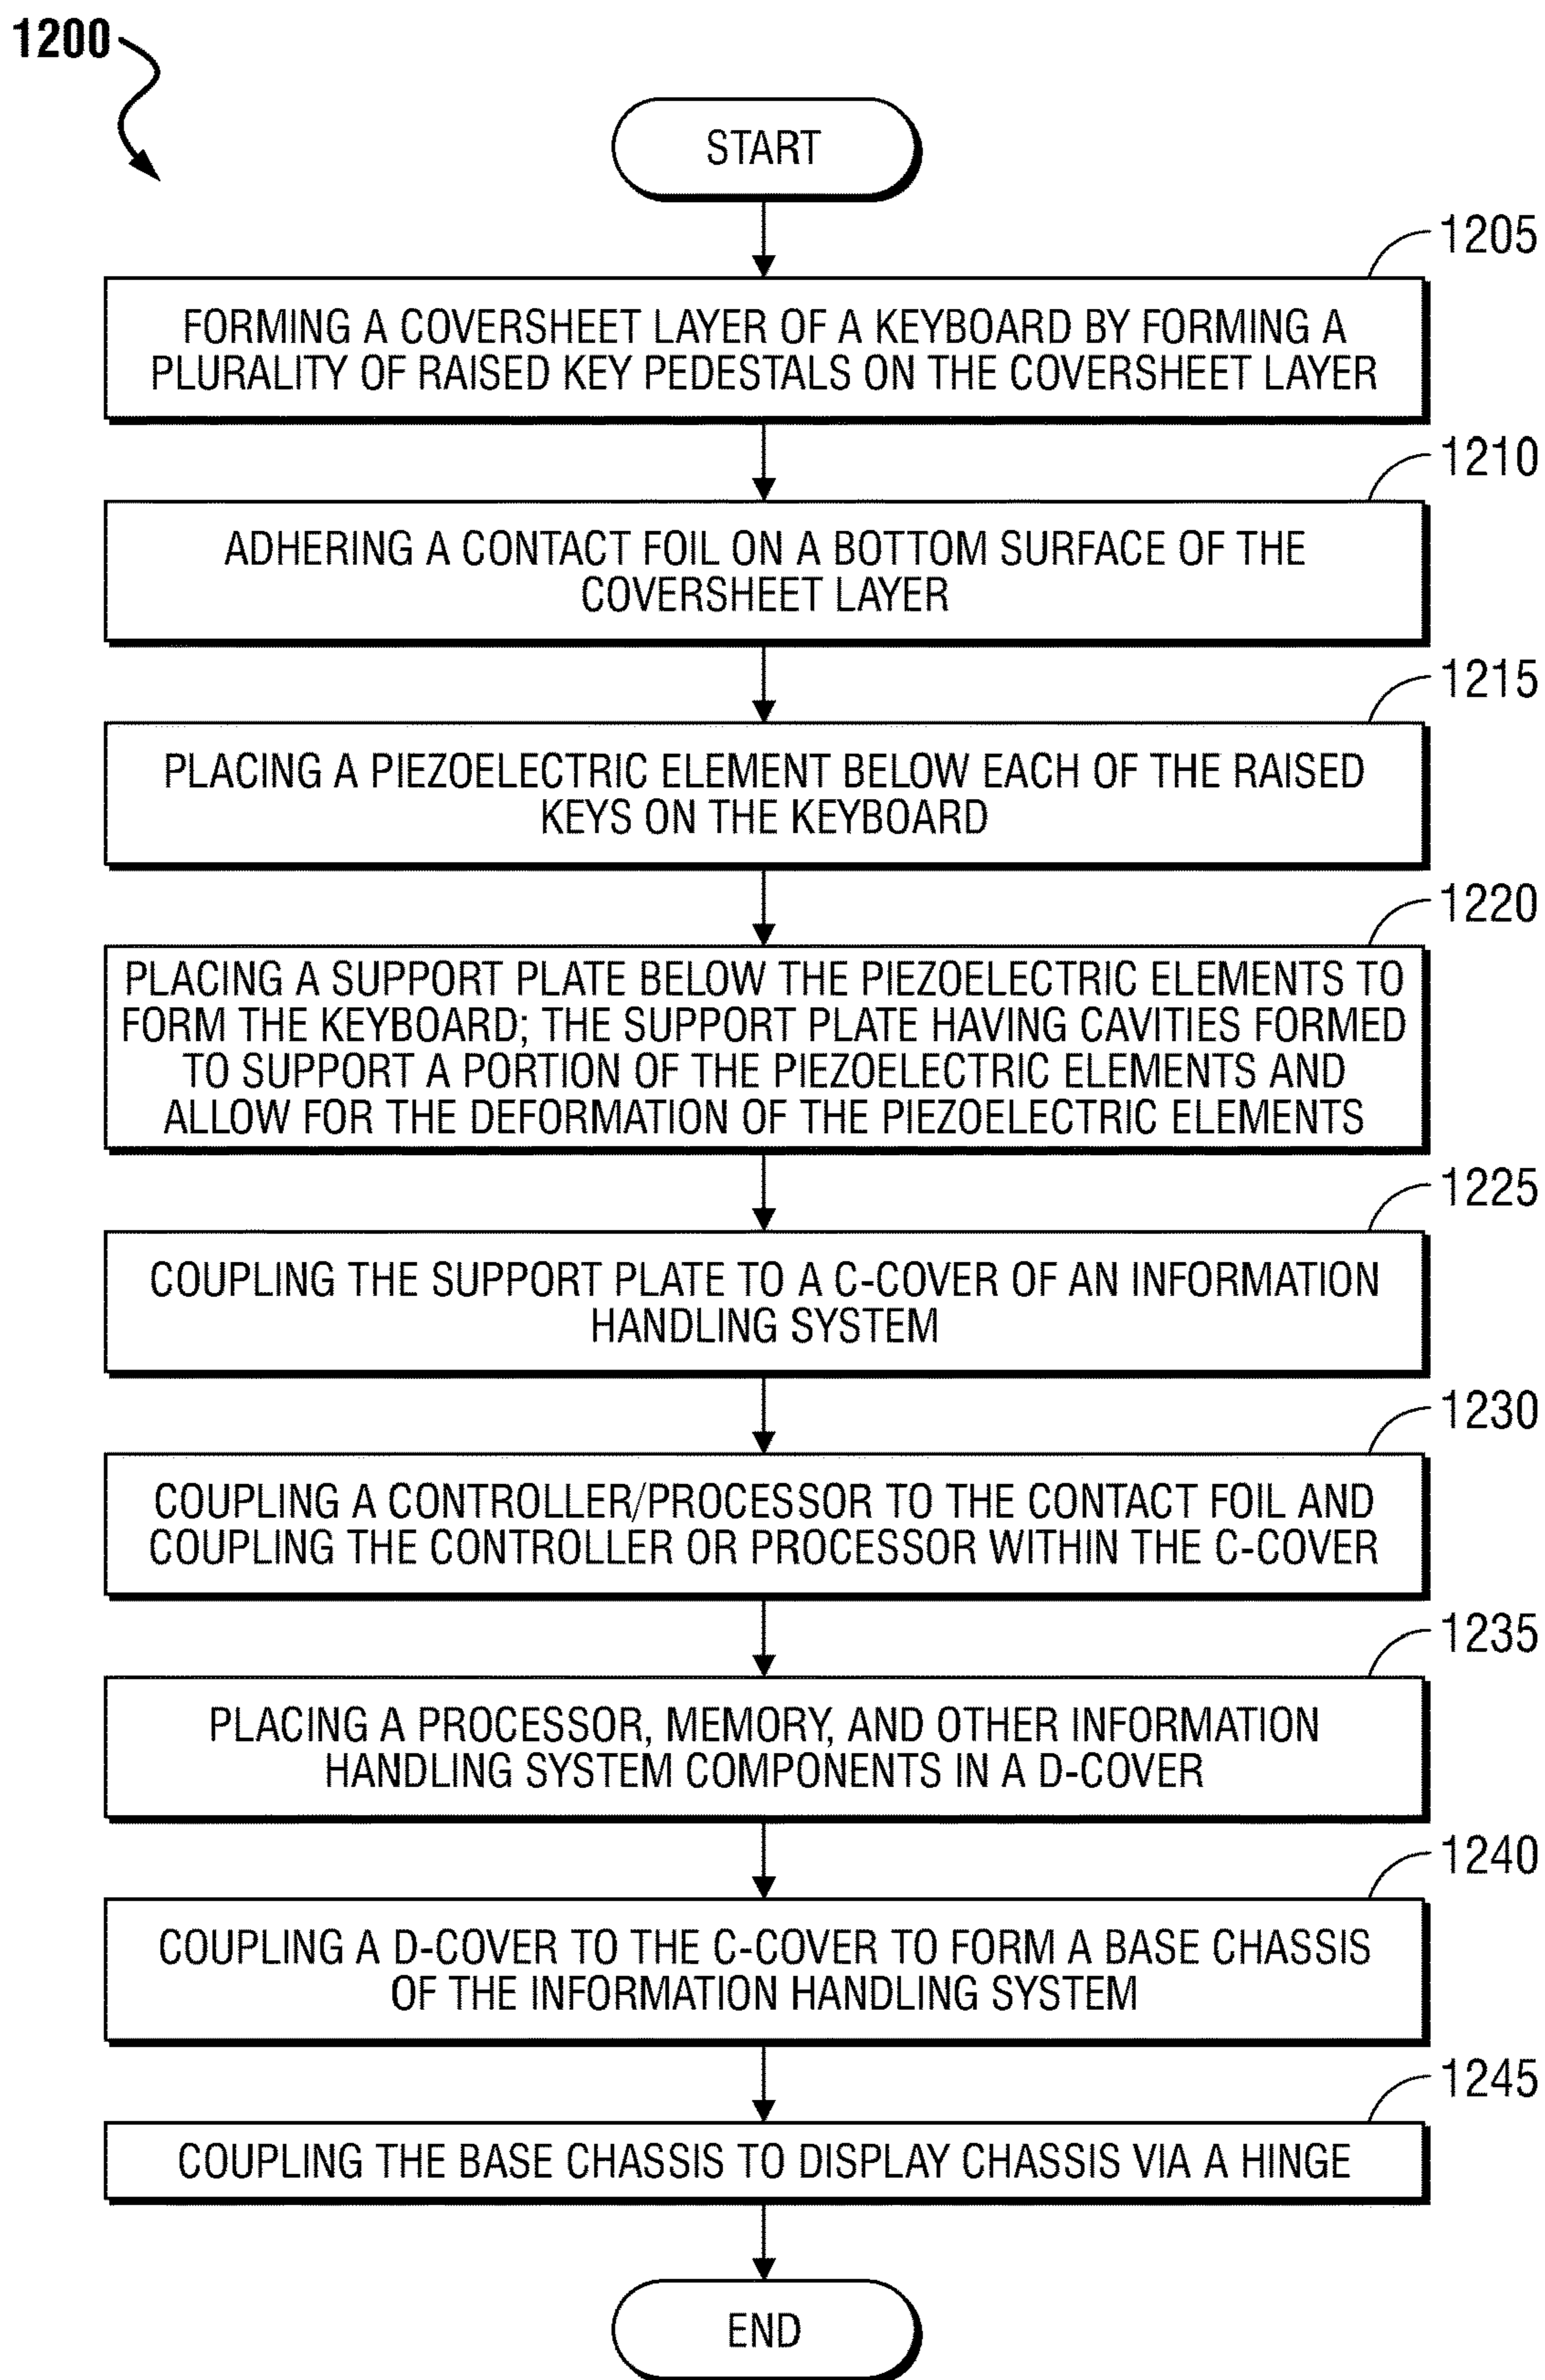 1200
START
1205
FORMING A COVERSHEET LAYER OF A KEYBOARD BY FORMING A
PLURALITY OF RAISED KEY PEDESTALS ON THE COVERSHEET LAYER
1210
ADHERING A CONTACT FOIL ON A BOTTOM SURFACE OF THE
COVERSHEET LAYER
1215
PLACING A PIEZOELECTRIC ELEMENT BELOW EACH OF THE RAISED
KEYS ON THE KEYBOARD
1220
PLACING A SUPPORT PLATE BELOW THE PIEZOELECTRIC ELEMENTS TO
FORM THE KEYBOARD; THE SUPPORT PLATE HAVING CAVITIES FORMED
TO SUPPORT A PORTION OF THE PIEZOELECTRIC ELEMENTS AND
ALLOW FOR THE DEFORMATION OF THE PIEZOELECTRIC ELEMENTS
1225
COUPLING THE SUPPORT PLATE TO A C-COVER OF AN INFORMATION
HANDLING SYSTEM
1230
COUPLING A CONTROLLER/PROCESSOR TO THE CONTACT FOIL AND
COUPLING THE CONTROLLER OR PROCESSOR WITHIN THE C-COVER
1235
PLACING A PROCESSOR, MEMORY, AND OTHER INFORMATION
HANDLING SYSTEM COMPONENTS IN A D-COVER
1240
COUPLING A D-COVER TO THE C-COVER TO FORM A BASE CHASSIS
OF THE INFORMATION HANDLING SYSTEM
1245
COUPLING THE BASE CHASSIS TO DISPLAY CHASSIS VIA A HINGE
END